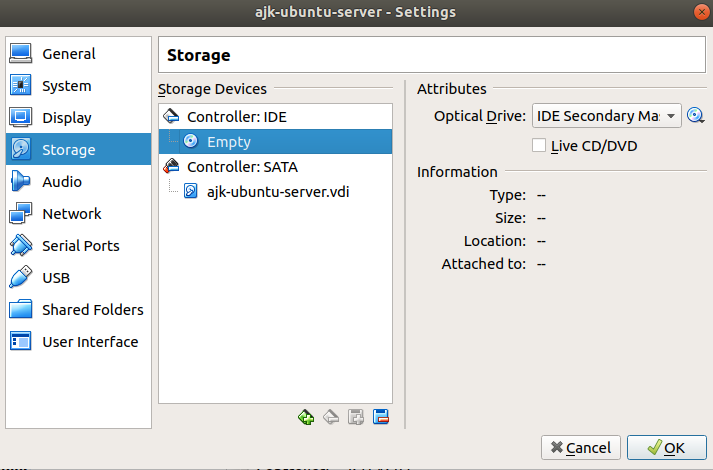 ajk-ubuntu-server - Settings
General
System
Display
Storage
Audio
Network
Serial Ports
USB
Shared Folders
User Interface
Storage
Storage Devices
Controller: IDE
Empty
Controller: SATA
ajk-ubuntu-server.vdi
Attributes
Optical Drive: IDE Secondary Ma
Live CD/DVD
Information
Type: --
Size: --
Location: --
Attached to: --
Cancel
OK